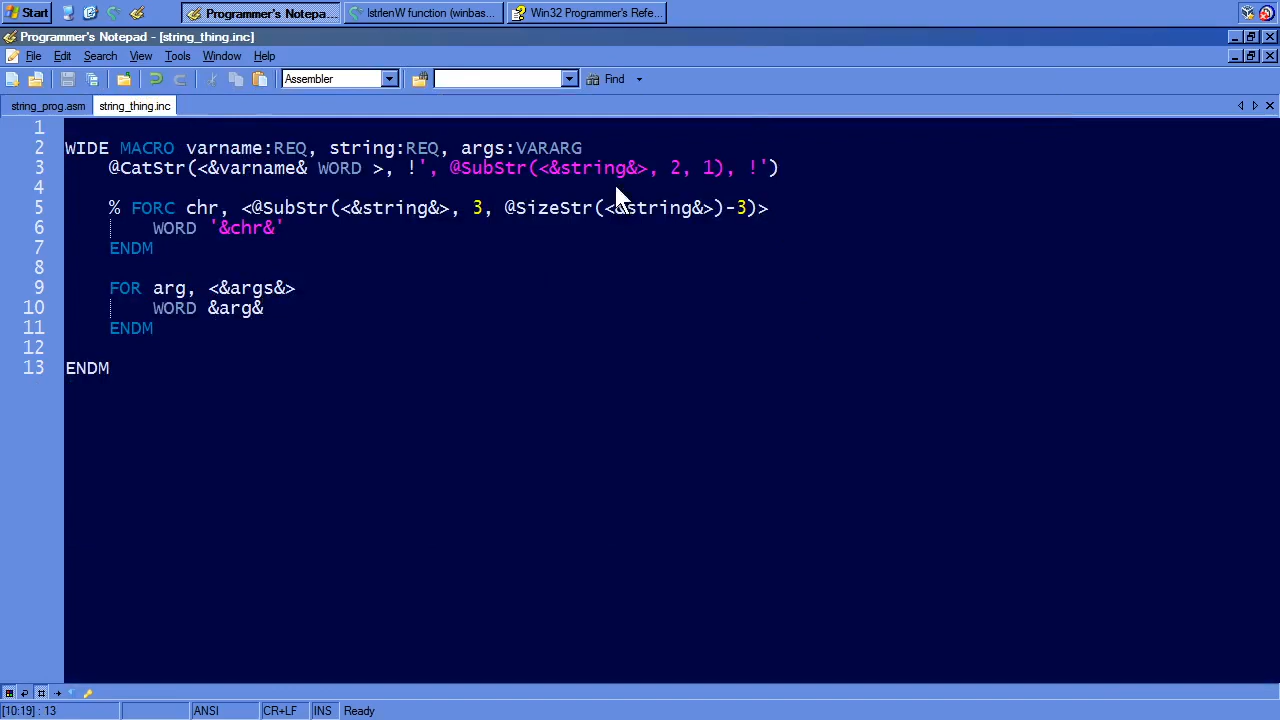 Start Programmer's Notepa... lstrlenW function (winbas... Win32 Programmer's Refe...
Programmer's Notepad - [string_thing.inc]
File Edit Search View Tools Window Help
Assembler Find
string_prog.asm string_thing.inc
1
2 WIDE MACRO varname:REQ, string:REQ, args:VARARG
3 @CatStr(<&varname& WORD >, !', @SubStr(<&string&>, 2, 1), !')
4
5 % FORC chr, <@SubStr(<&string&>, 3, @SizeStr(<&string&>)-3)>
6 WORD '&chr&'
7 ENDM
8
9 FOR arg, <&args&>
10 WORD &arg&
11 ENDM
12
13 ENDM
[10:19] : 13 ANSI CR+LF INS Ready